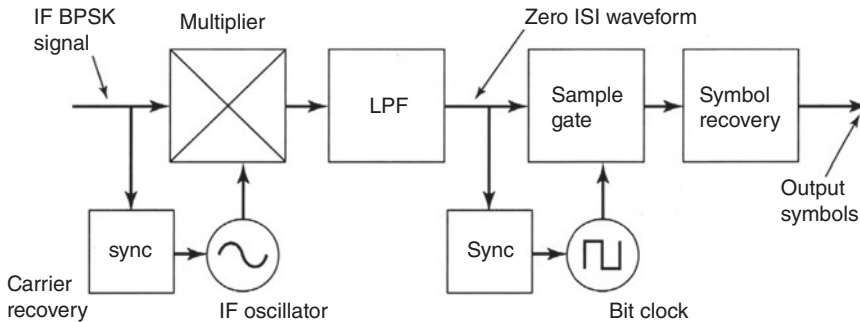 IF BPSK
signal
Multiplier
Zero ISI waveform
LPF
Sample
gate
Symbol
recovery
Output
symbols
sync
Sync
Carrier
recovery
IF oscillator
Bit clock